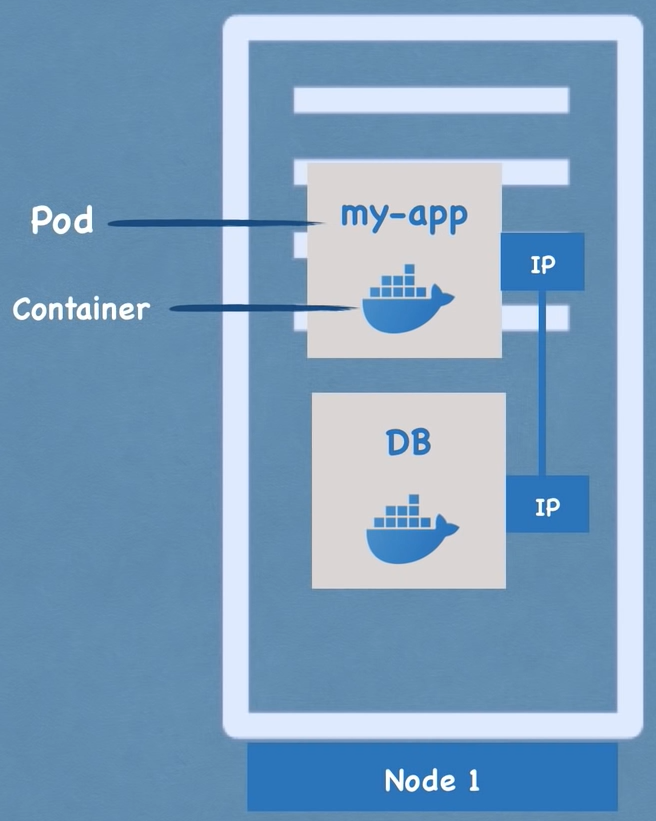 Pod
my-app
IP
Container
DB
IP
Node 1